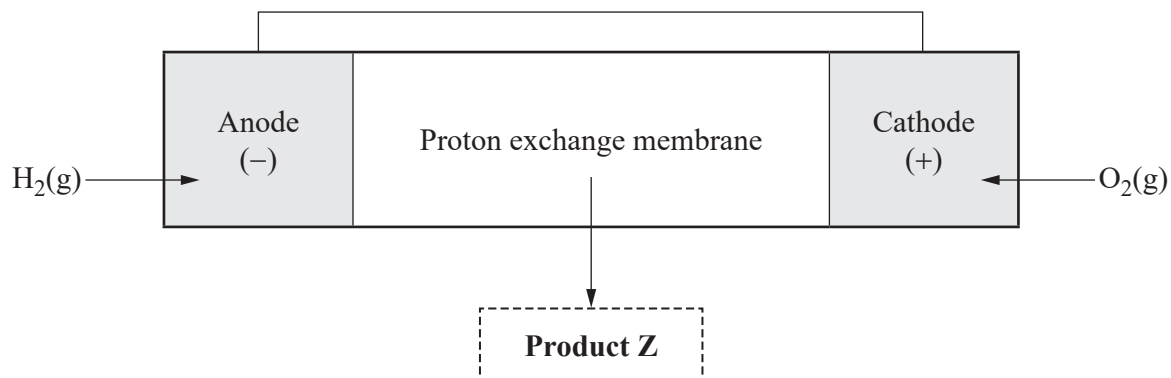 Anode
(−)
Proton exchange membrane
Cathode
(+)
H₂(g)
O₂(g)
Product Z